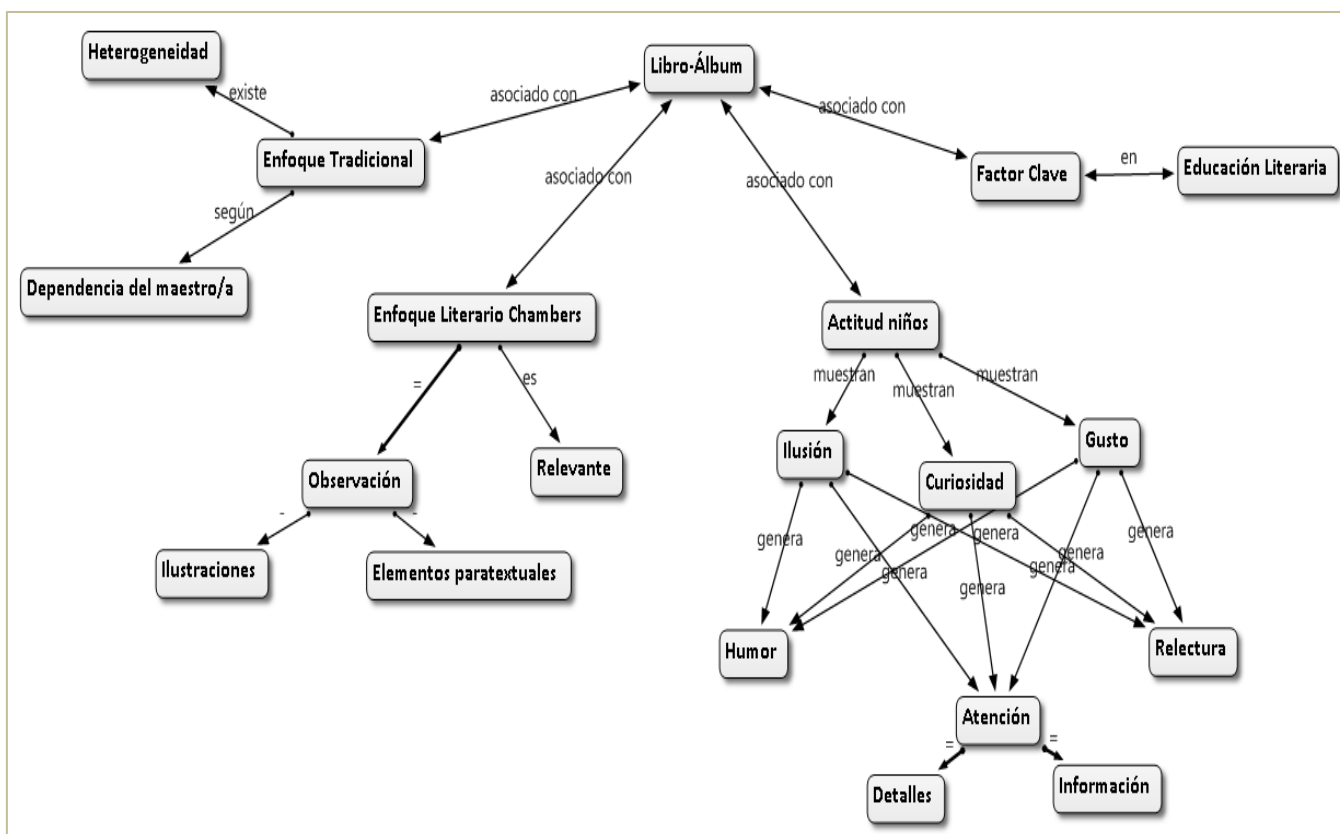 Heterogeneidad
Libro-Álbum
existe
asociado con
asociado con
Enfoque Tradicional
Factor Clave
en
Educación Literaria
asociado con
asociado con
según
Dependencia del maestro/a
Enfoque Literario Chambers
Actitud niños
=
es
muestran
muestran
muestran
Ilusión
Gusto
Observación
Relevante
Curiosidad
-
-
genera
genera
genera
genera
genera
genera
genera
genera
genera
Ilustraciones
Elementos paratextuales
Humor
Relectura
Atención
=
=
Detalles
Información